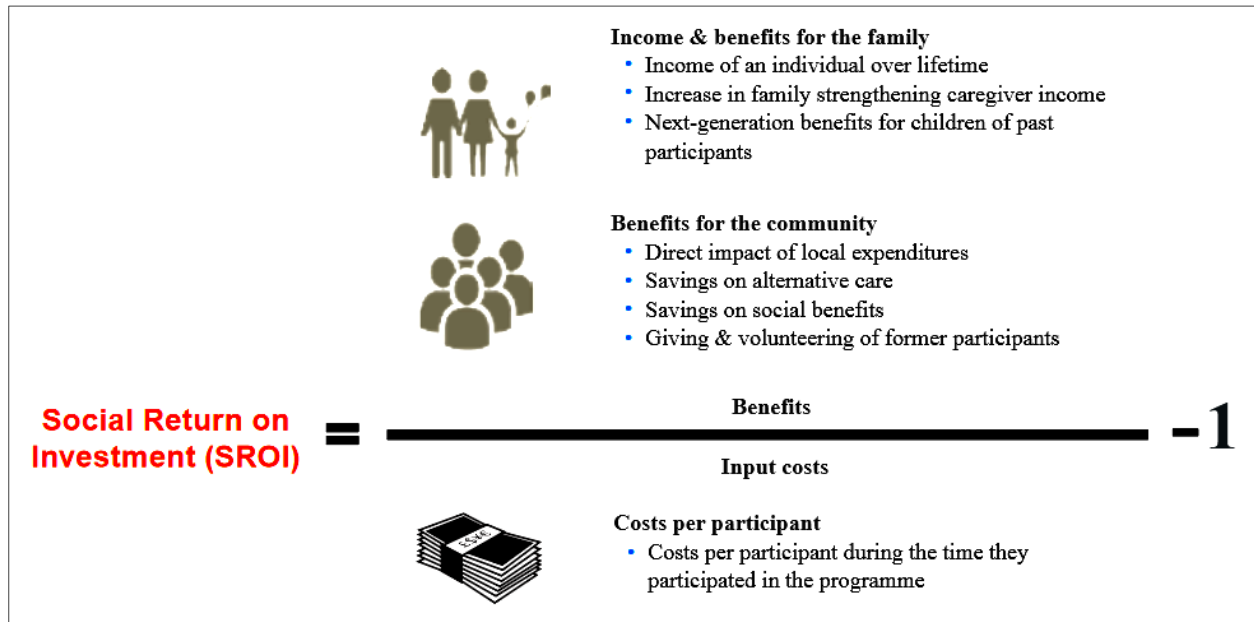 Income & benefits for the family
• Income of an individual over lifetime
• Increase in family strengthening caregiver income
• Next-generation benefits for children of past
participants
Benefits for the community
• Direct impact of local expenditures
• Savings on alternative care
• Savings on social benefits
• Giving & volunteering of former participants
Social Return on
Investment (SROI)
=
Benefits
Input costs
-1
Costs per participant
• Costs per participant during the time they
participated in the programme